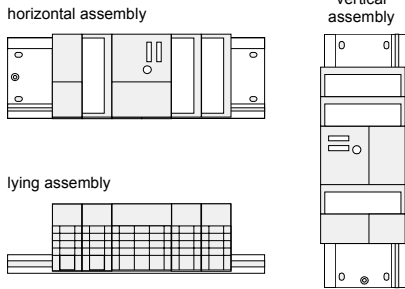 horizontal assembly
vertical
assembly
lying assembly